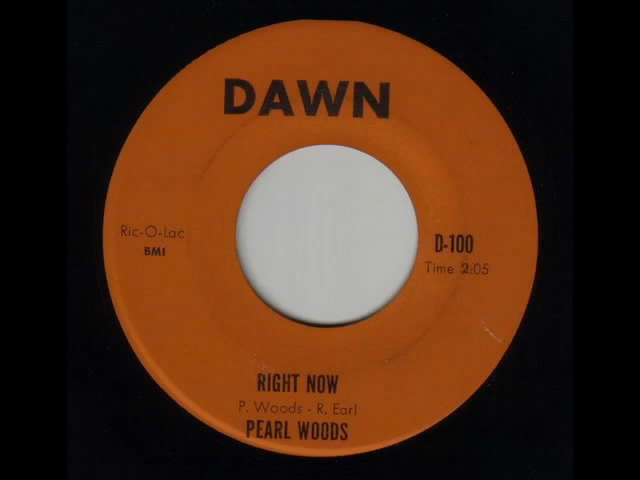 DAWN
Ric-O-Lac
BMI
D-100
Time 2:05
RIGHT NOW
P. Woods - R. Earl
PEARL WOODS